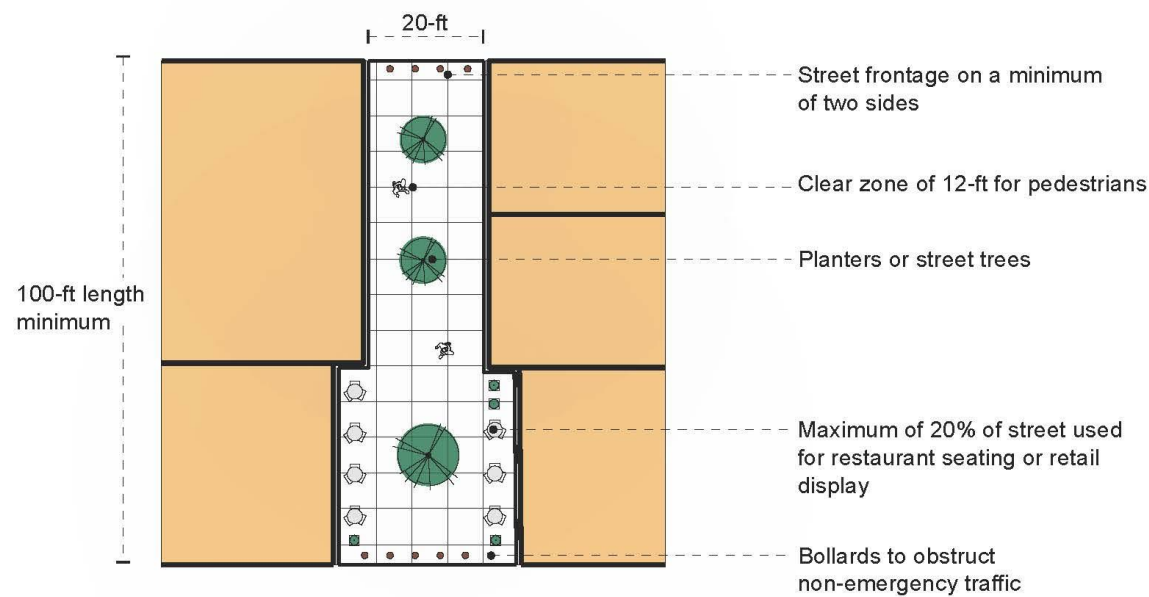 20-ft
Street frontage on a minimum
of two sides
Clear zone of 12-ft for pedestrians
Planters or street trees
100-ft length
minimum
Maximum of 20% of street used
for restaurant seating or retail
display
Bollards to obstruct
non-emergency traffic